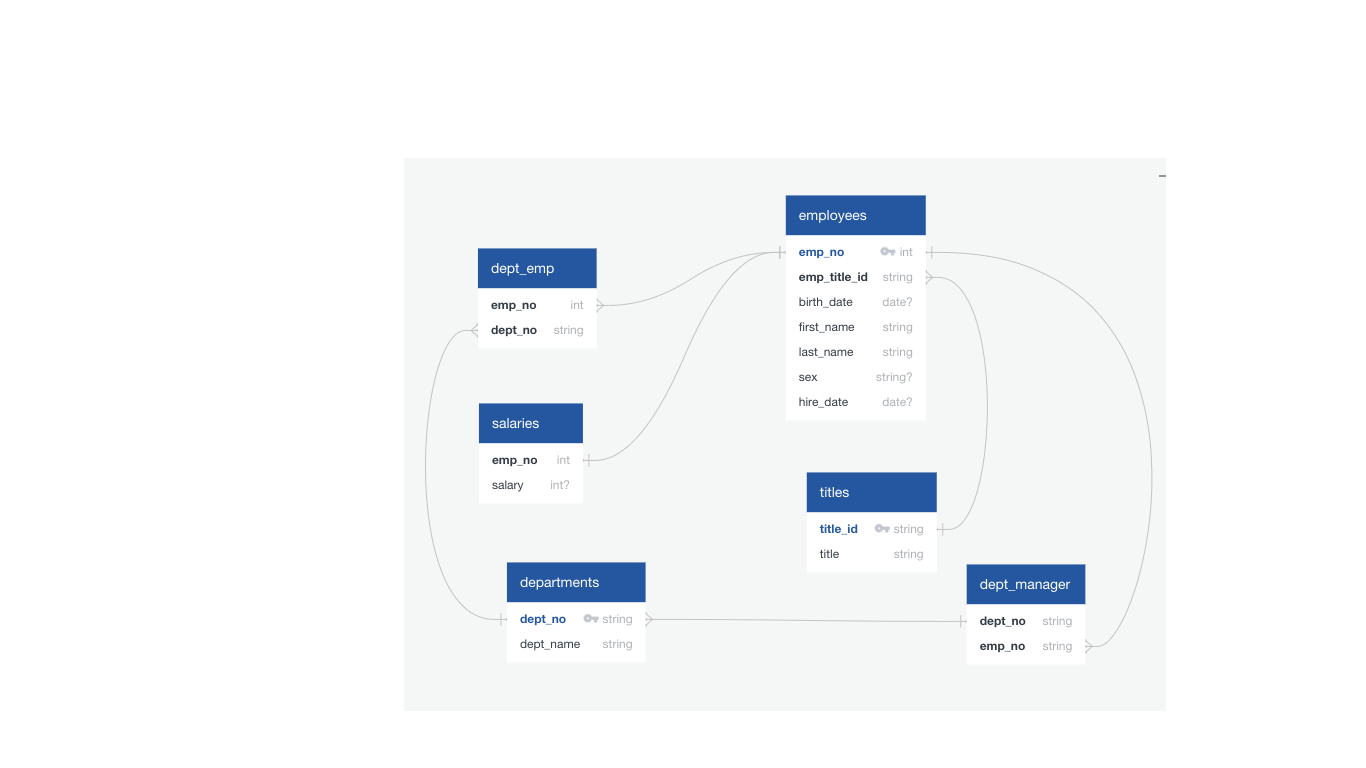 employees
emp_no int
emp_title_id string
birth_date date?
first_name string
last_name string
sex string?
hire_date date?
dept_emp
emp_no int
dept_no string
salaries
emp_no int
salary int?
titles
title_id string
title string
departments
dept_no string
dept_name string
dept_manager
dept_no string
emp_no string